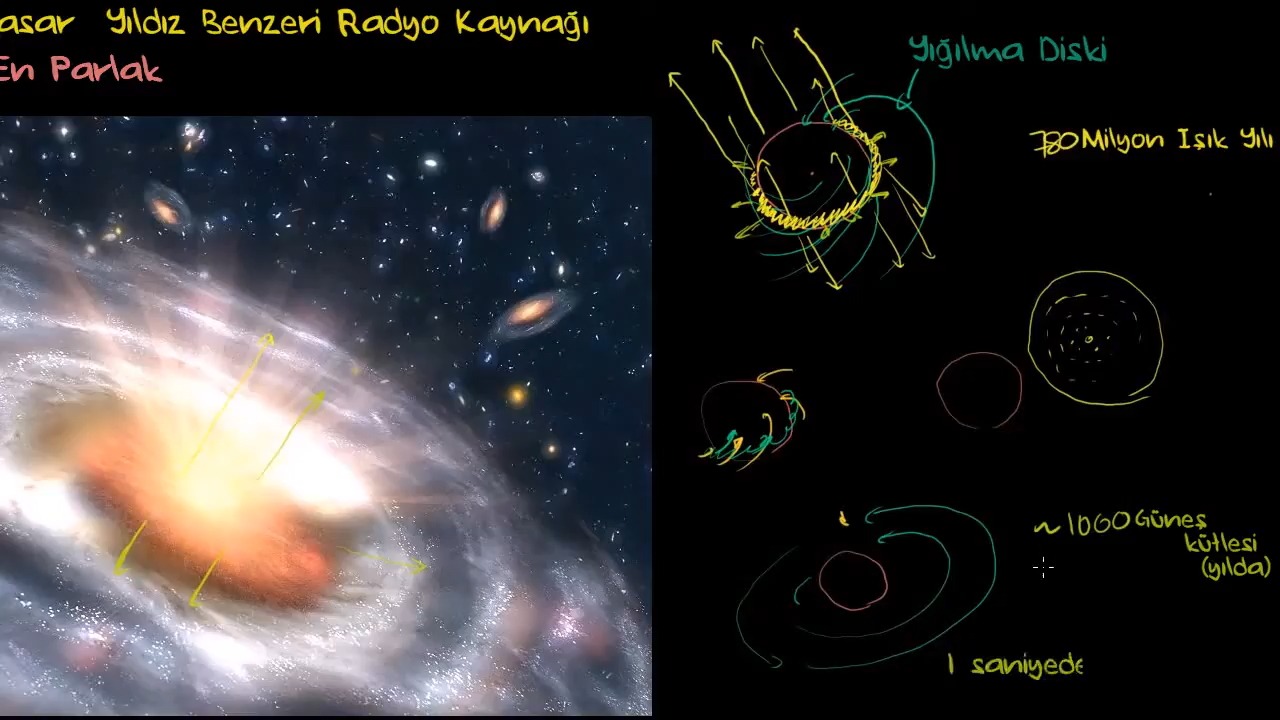 asar Yıldız Benzeri Radyo Kaynağı
En Parlak
Yığılma Diski
780 Milyon Işık Yılı
~1000 Güneş
kütlesi
(yılda)
1 saniyede